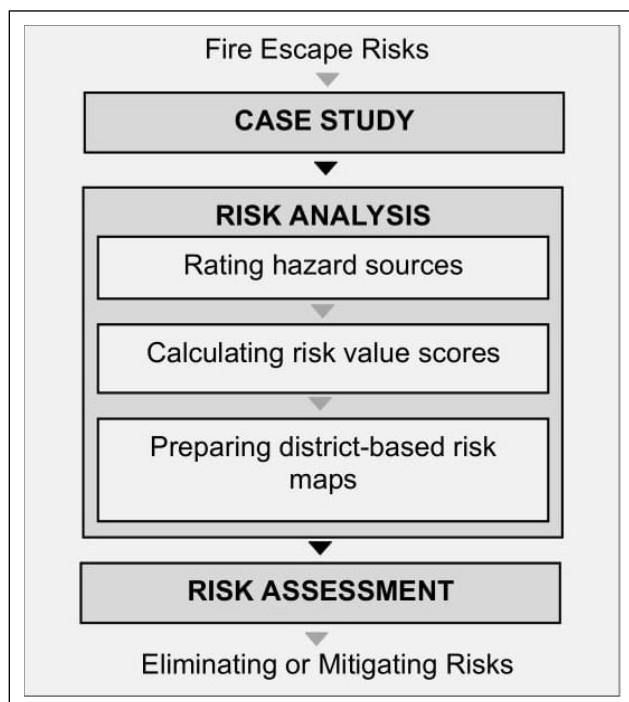 Fire Escape Risks
CASE STUDY
RISK ANALYSIS
Rating hazard sources
Calculating risk value scores
Preparing district-based risk
maps
RISK ASSESSMENT
Eliminating or Mitigating Risks